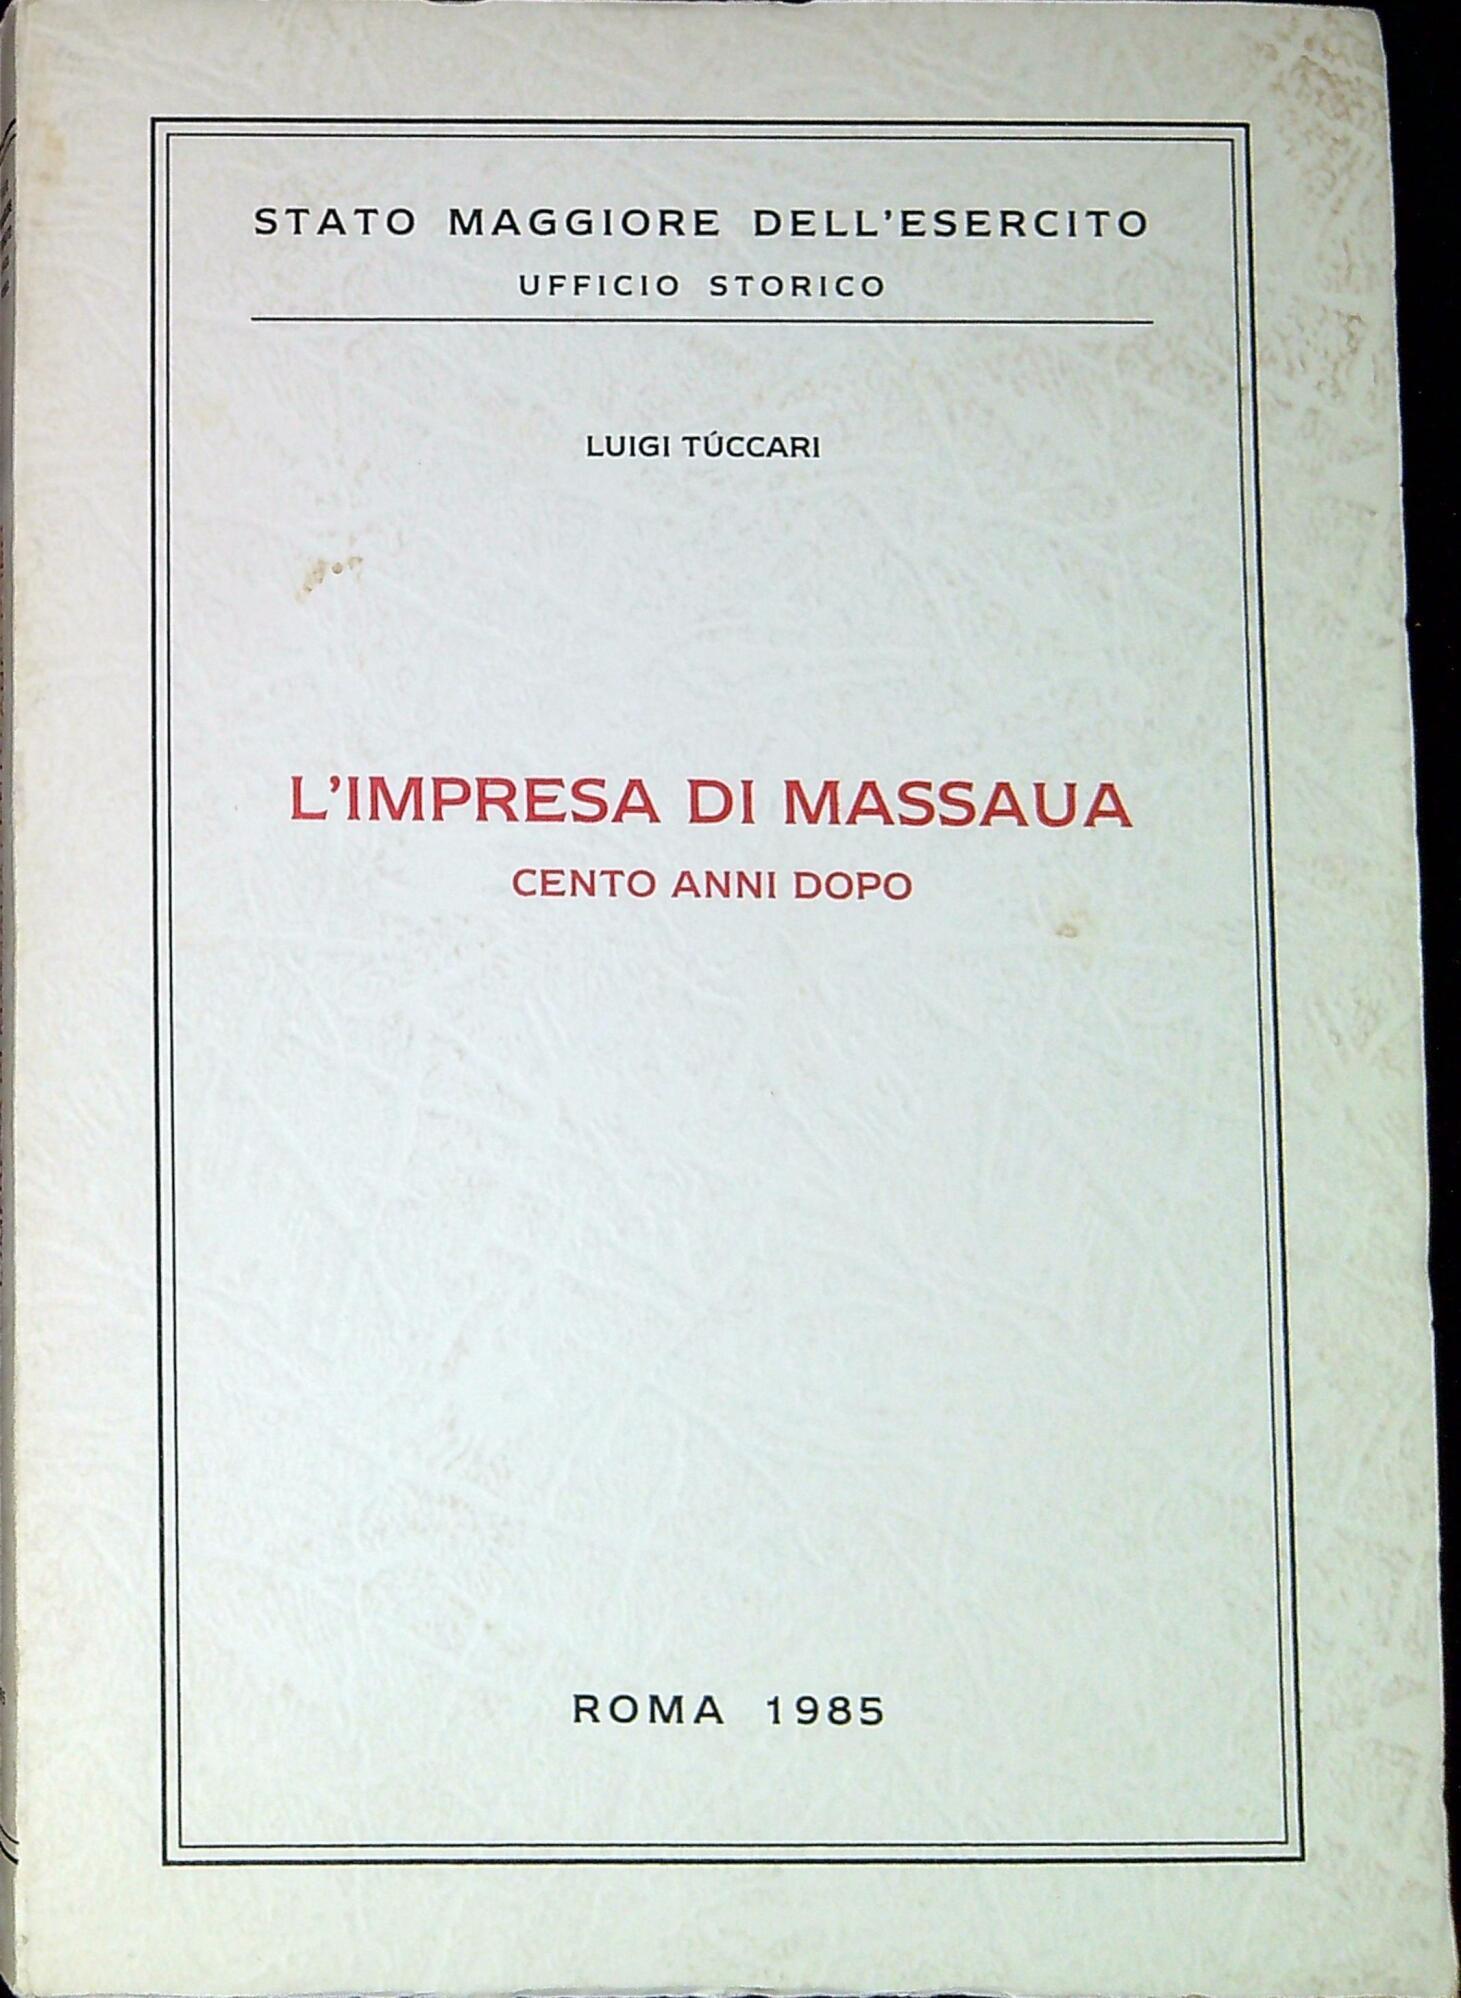 STATO MAGGIORE DELL'ESERCITO
UFFICIO STORICO
LUIGI TÚCCARI
L'IMPRESA DI MASSAUA
CENTO ANNI DOPO
ROMA 1985